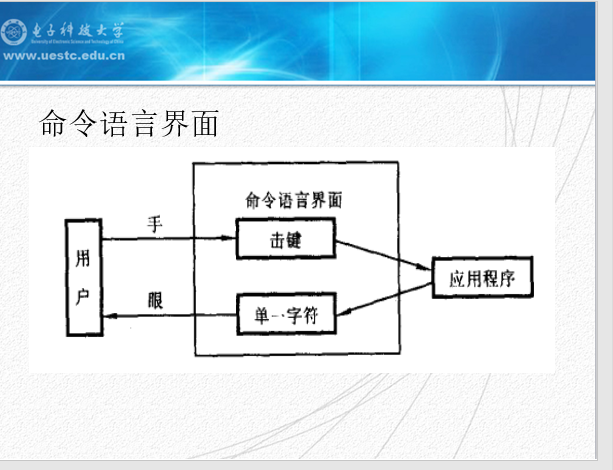 电子科技大学
University of Electronic Science and Technology of China
www.uestc.edu.cn
命令语言界面
命令语言界面
手
击键
用户
应用程序
眼
单一字符